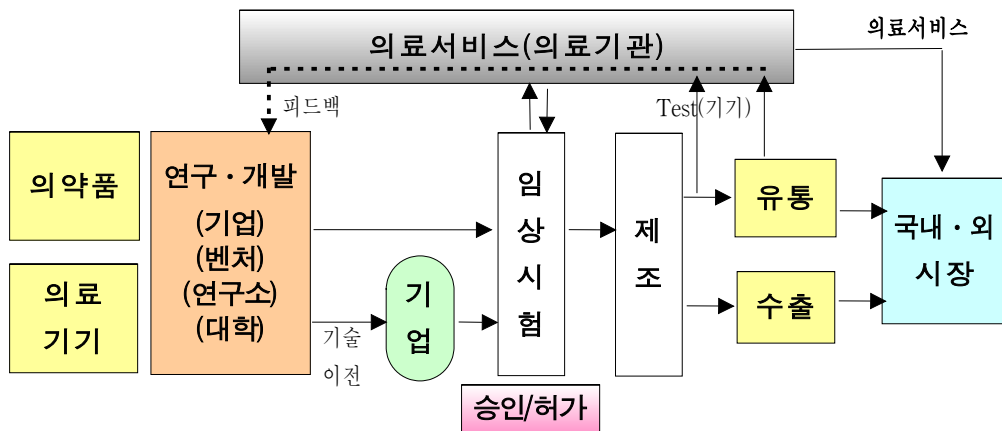 의료서비스(의료기관)
의료서비스
피드백
Test(기기)
의약품
의료
기기
연구·개발
(기업)
(벤처)
(연구소)
(대학)
기술
이전
기
업
임
상
시
험
승인/허가
제
조
유통
수출
국내·외
시장